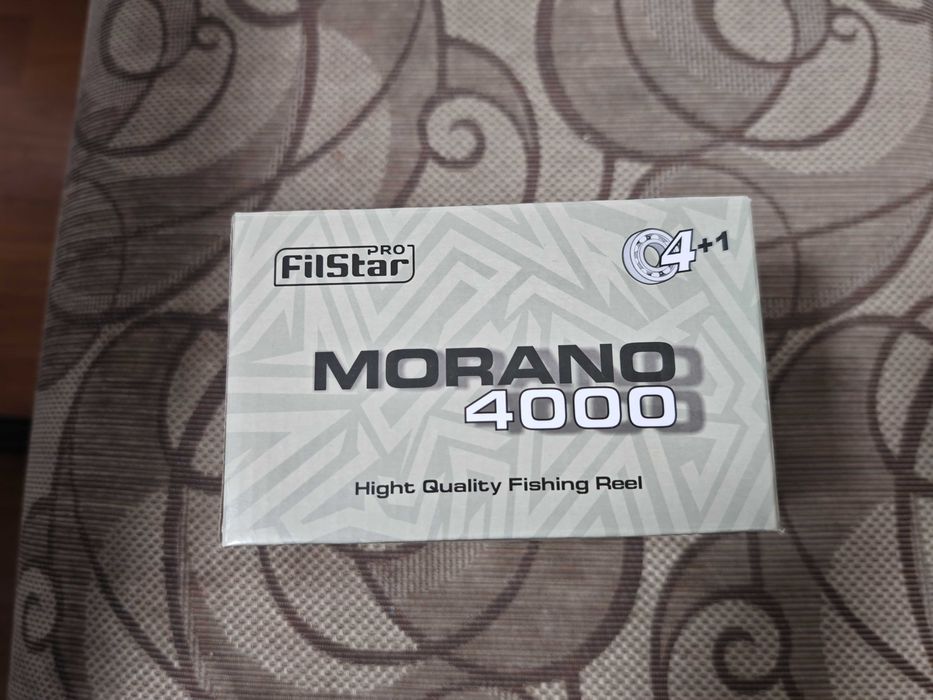 PRO
FilStar
4+1
MORANO
4000
Hight Quality Fishing Reel